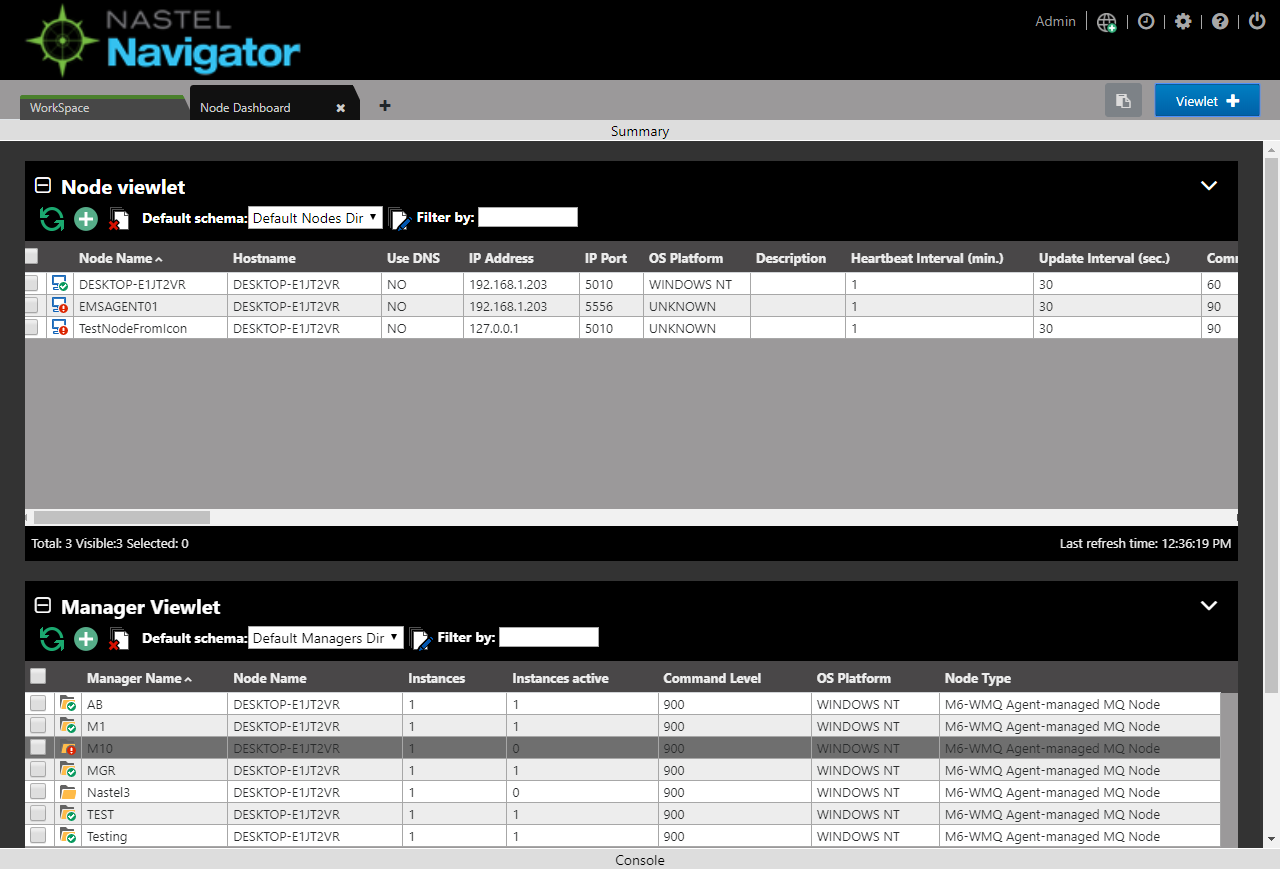 NASTEL
Navigator
Admin
WorkSpace
Node Dashboard
Viewlet
Summary
Node viewlet
Default schema: Default Nodes Dir Filter by:
Node Name Hostname Use DNS IP Address IP Port OS Platform Description Heartbeat Interval (min.) Update Interval (sec.)
DESKTOP-E1JT2VR DESKTOP-E1JT2VR NO 192.168.1.203 5010 WINDOWS NT 1 30 60
EMSAGENT01 DESKTOP-E1JT2VR NO 192.168.1.203 5556 UNKNOWN 1 30 90
TestNodeFromIcon DESKTOP-E1JT2VR NO 127.0.0.1 5010 UNKNOWN 1 30 90
Total: 3 Visible:3 Selected: 0 Last refresh time: 12:36:19 PM
Manager Viewlet
Default schema: Default Managers Dir Filter by:
Manager Name Node Name Instances Instances active Command Level OS Platform Node Type
AB DESKTOP-E1JT2VR 1 1 900 WINDOWS NT M6-WMQ Agent-managed MQ Node
M1 DESKTOP-E1JT2VR 1 1 900 WINDOWS NT M6-WMQ Agent-managed MQ Node
M10 DESKTOP-E1JT2VR 1 0 900 WINDOWS NT M6-WMQ Agent-managed MQ Node
MGR DESKTOP-E1JT2VR 1 1 900 WINDOWS NT M6-WMQ Agent-managed MQ Node
Nastel3 DESKTOP-E1JT2VR 1 0 900 WINDOWS NT M6-WMQ Agent-managed MQ Node
TEST DESKTOP-E1JT2VR 1 1 900 WINDOWS NT M6-WMQ Agent-managed MQ Node
Testing DESKTOP-E1JT2VR 1 1 900 WINDOWS NT M6-WMQ Agent-managed MQ Node
Console